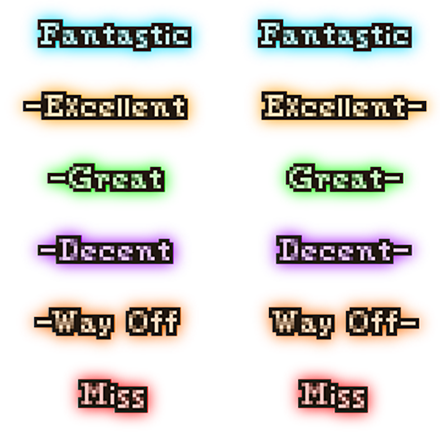 Fantastic Fantastic
-Excellent Excellent-
-Great Great-
-Decent Decent-
-Way Off Way Off-
Miss Miss